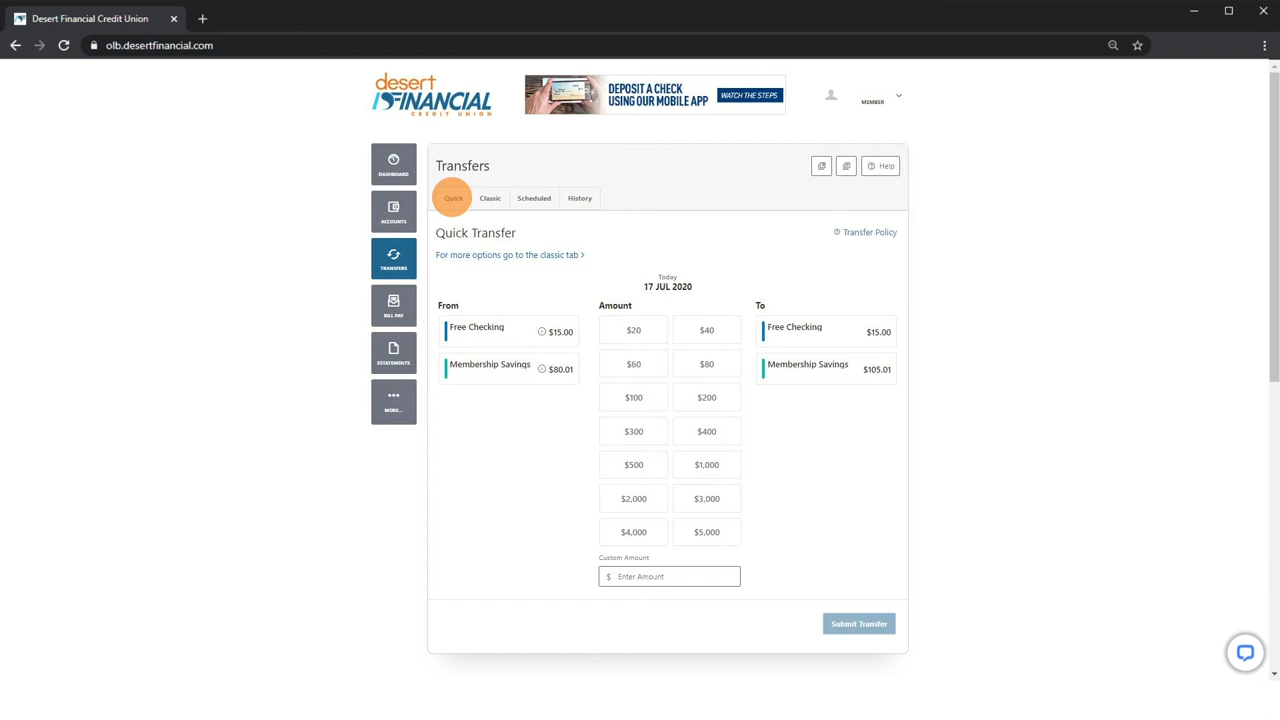 Desert Financial Credit Union
olb.desertfinancial.com
desert
FINANCIAL
CREDIT UNION
DEPOSIT A CHECK
USING OUR MOBILE APP
WATCH THE STEPS
MEMBER
DASHBOARD
ACCOUNTS
TRANSFERS
BILL PAY
ESTATEMENTS
MORE...
Transfers
Help
Quick Classic Scheduled History
Quick Transfer
Transfer Policy
For more options go to the classic tab >
Today
17 JUL 2020
From Amount To
Free Checking $15.00
Membership Savings $80.01
$20 $40
$60 $80
$100 $200
$300 $400
$500 $1,000
$2,000 $3,000
$4,000 $5,000
Custom Amount
$ Enter Amount
Free Checking $15.00
Membership Savings $105.01
Submit Transfer